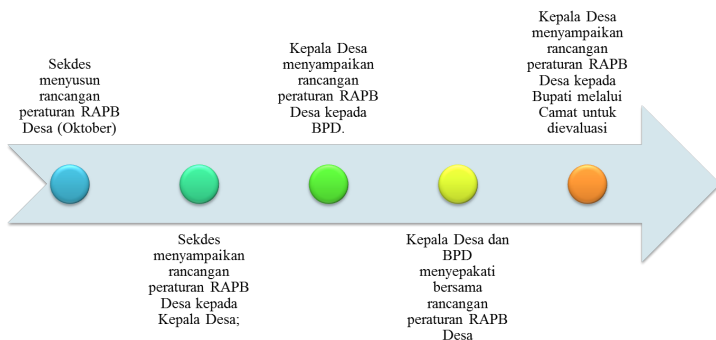 Sekdes
menyusun
rancangan
peraturan RAPB
Desa (Oktober)
Sekdes
menyampaikan
rancangan
peraturan RAPB
Desa kepada
Kepala Desa;
Kepala Desa
menyampaikan
rancangan
peraturan RAPB
Desa kepada
BPD.
Kepala Desa dan
BPD
menyepakati
bersama
rancangan
peraturan RAPB
Desa
Kepala Desa
menyampaikan
rancangan
peraturan RAPB
Desa kepada
Bupati melalui
Camat untuk
dievaluasi